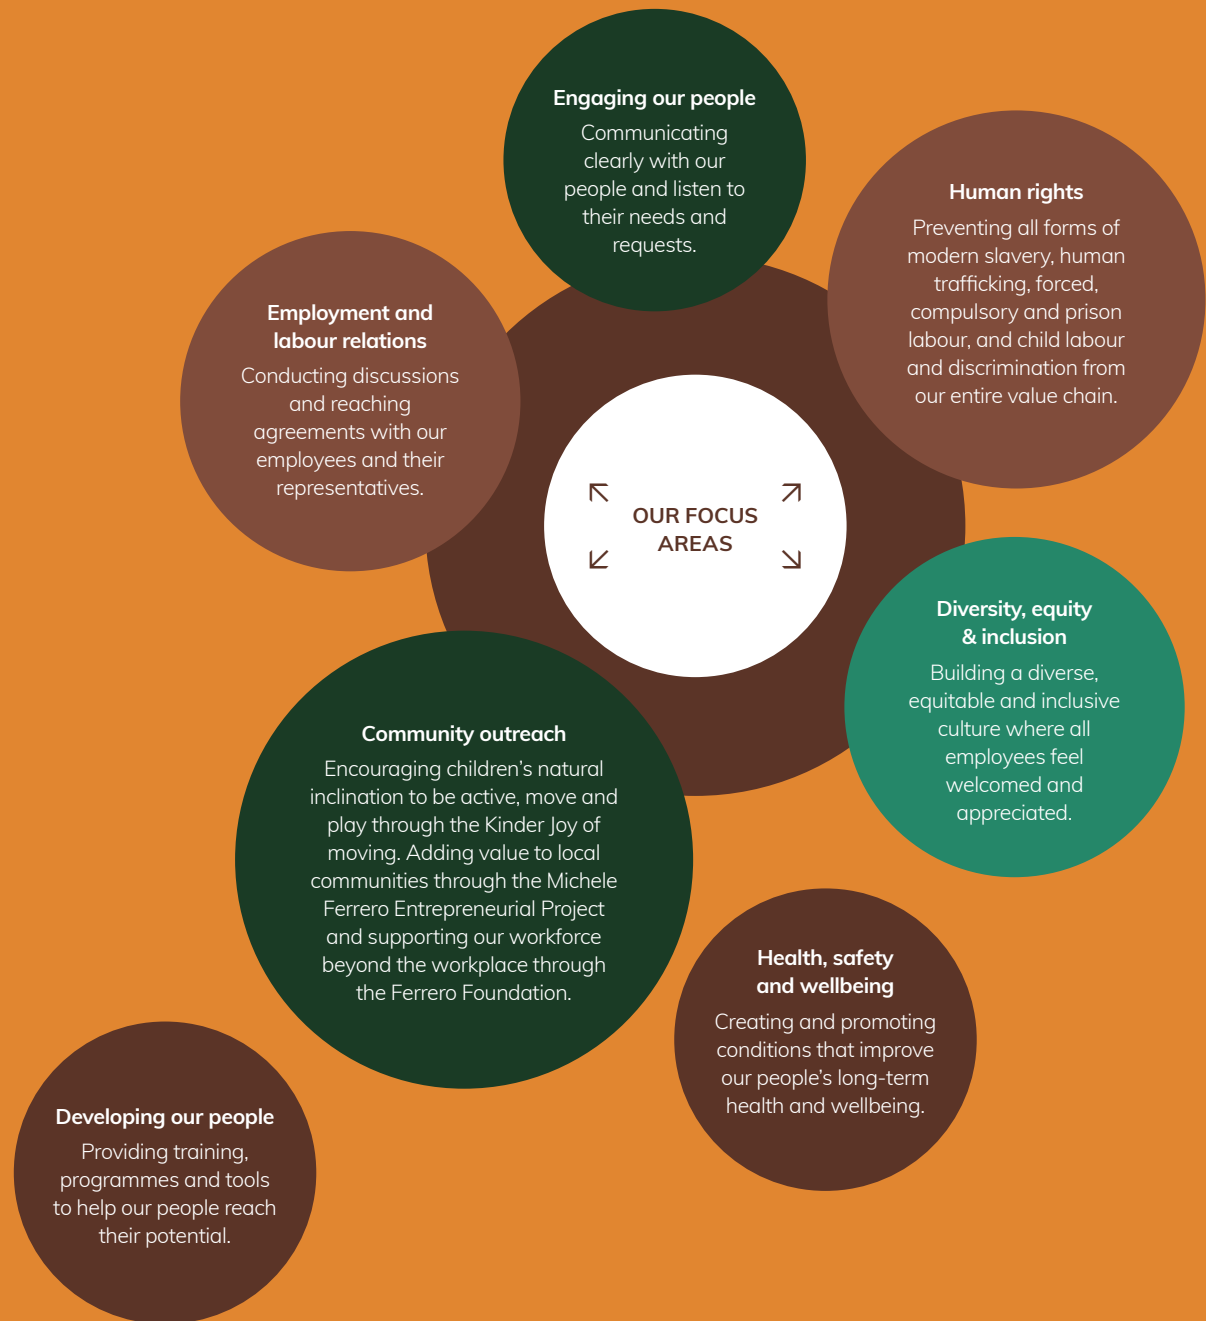 Engaging our people
Communicating
clearly with our
people and listen to
their needs and
requests.
Human rights
Preventing all forms of
modern slavery, human
trafficking, forced,
compulsory and prison
labour, and child labour
and discrimination from
our entire value chain.
Employment and
labour relations
Conducting discussions
and reaching
agreements with our
employees and their
representatives.
OUR FOCUS
AREAS
Diversity, equity
& inclusion
Building a diverse,
equitable and inclusive
culture where all
employees feel
welcomed and
appreciated.
Community outreach
Encouraging children’s natural
inclination to be active, move and
play through the Kinder Joy of
moving. Adding value to local
communities through the Michele
Ferrero Entrepreneurial Project
and supporting our workforce
beyond the workplace through
the Ferrero Foundation.
Health, safety
and wellbeing
Creating and promoting
conditions that improve
our people’s long-term
health and wellbeing.
Developing our people
Providing training,
programmes and tools
to help our people reach
their potential.